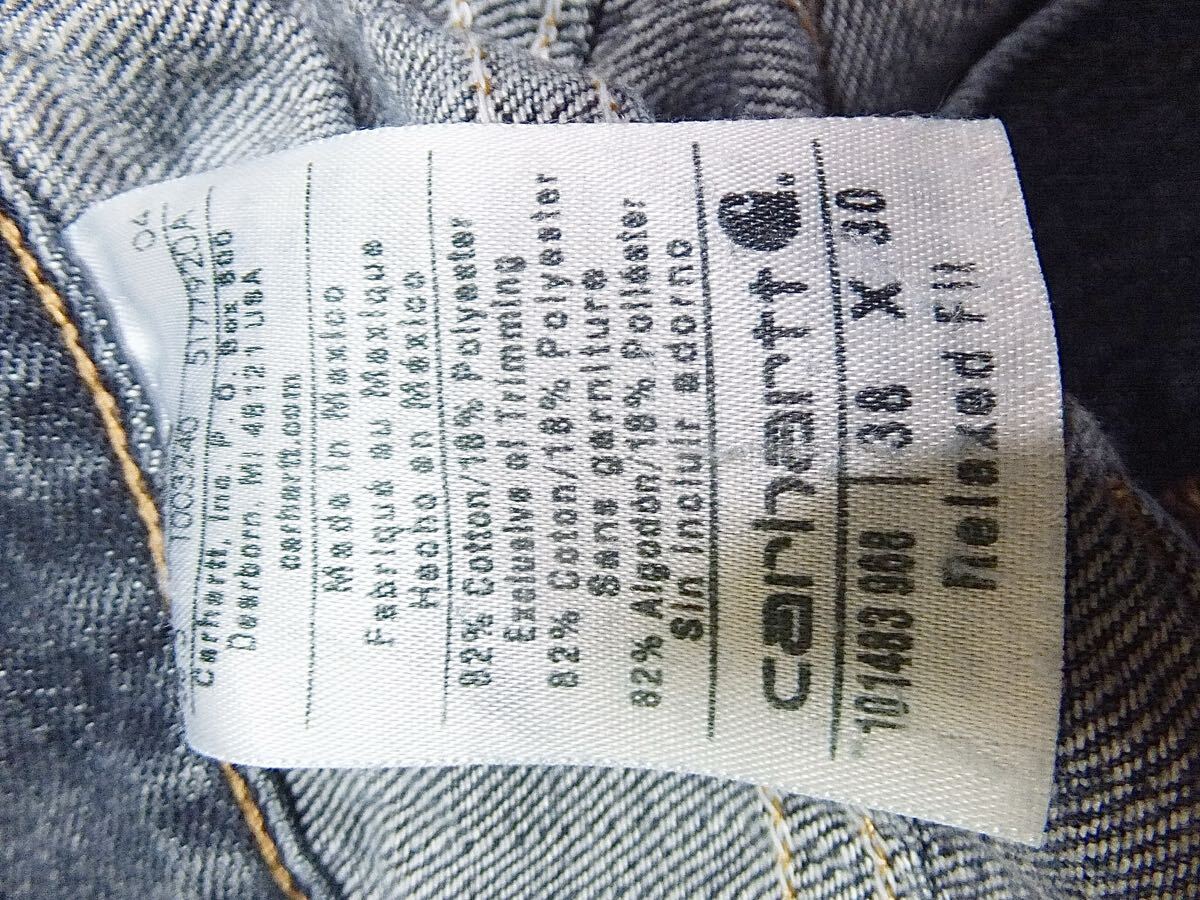 04
Carhartt, Inc. P.O. Box 600
Dearborn, MI 48121 USA
carhartt.com
Made in Mexico
Fabriqué au Mexique
Hecho en México
82% Cotton/18% Polyester
Exclusive of Trimming
82% Coton/18% Polyester
Sans garniture
82% Algodón/18% Poliéster
Sin incluir adorno
carhartt
101483 968 | 38 X 30
Relaxed Fit